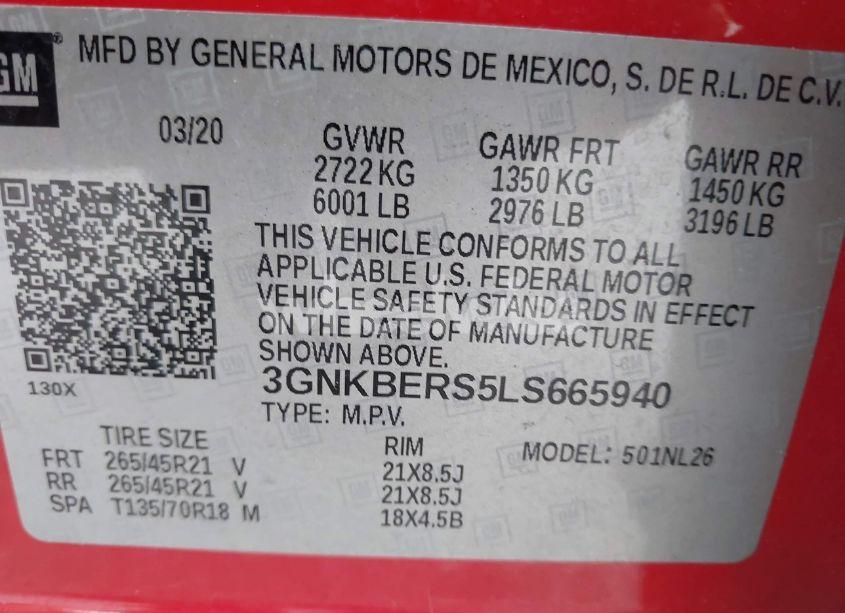 GM
MFD BY GENERAL MOTORS DE MEXICO, S. DE R.L. DE C.V.
03/20 GVWR GAWR FRT GAWR RR
2722 KG 1350 KG 1450 KG
6001 LB 2976 LB 3196 LB
THIS VEHICLE CONFORMS TO ALL
APPLICABLE U.S. FEDERAL MOTOR
VEHICLE SAFETY STANDARDS IN EFFECT
ON THE DATE OF MANUFACTURE
SHOWN ABOVE.
130X
3GNKBERS5LS665940
TYPE: M.P.V.
TIRE SIZE RIM MODEL: 501NL26
FRT 265/45R21 V 21X8.5J
RR 265/45R21 V 21X8.5J
SPA T135/70R18 M 18X4.5B